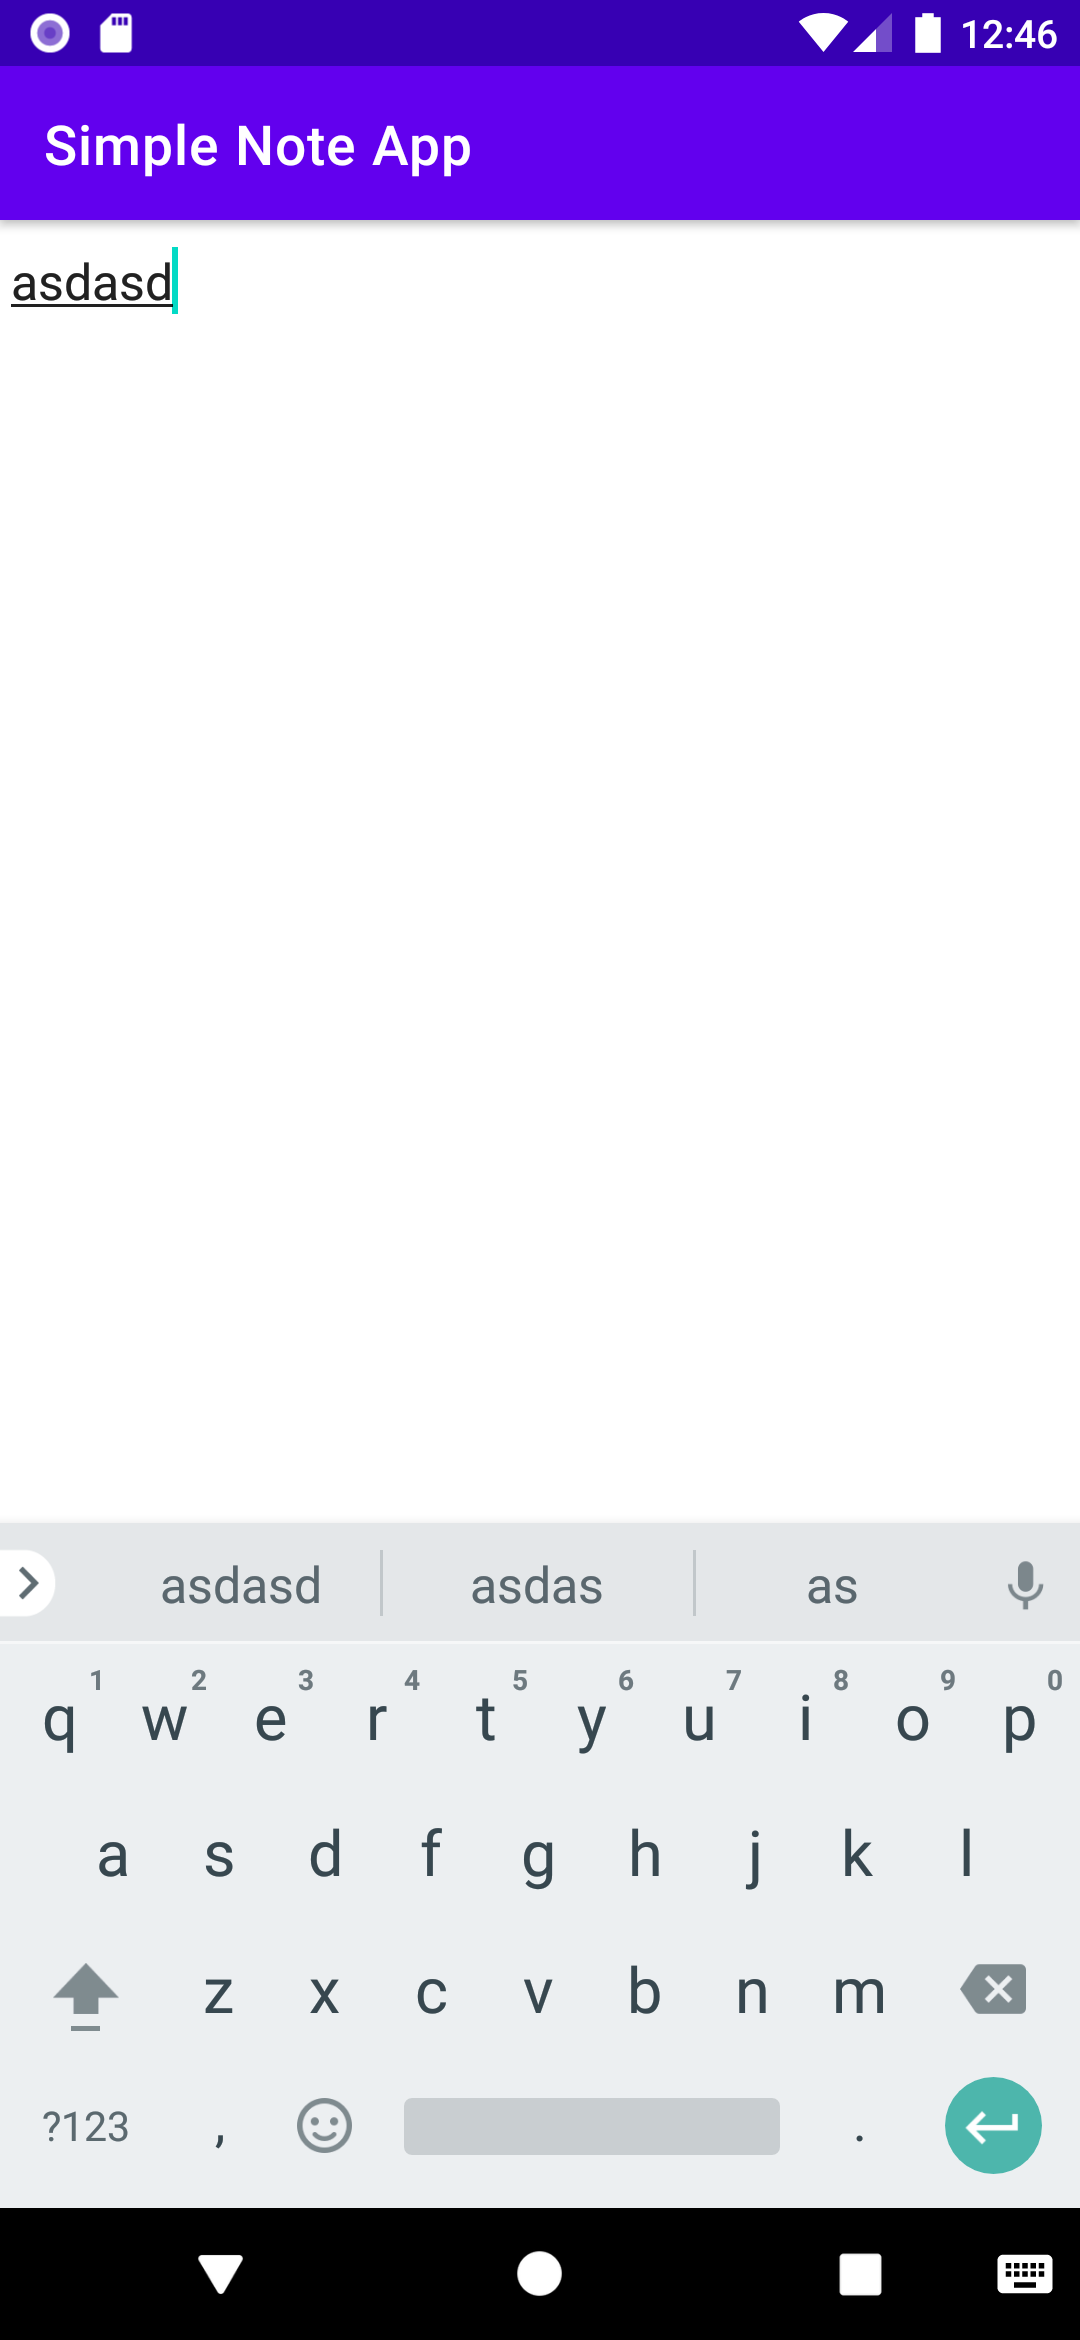 12:46
Simple Note App
asdasd
asdasd asdas as
1 2 3 4 5 6 7 8 9 0
q w e r t y u i o p
a s d f g h j k l
z x c v b n m
?123 , .